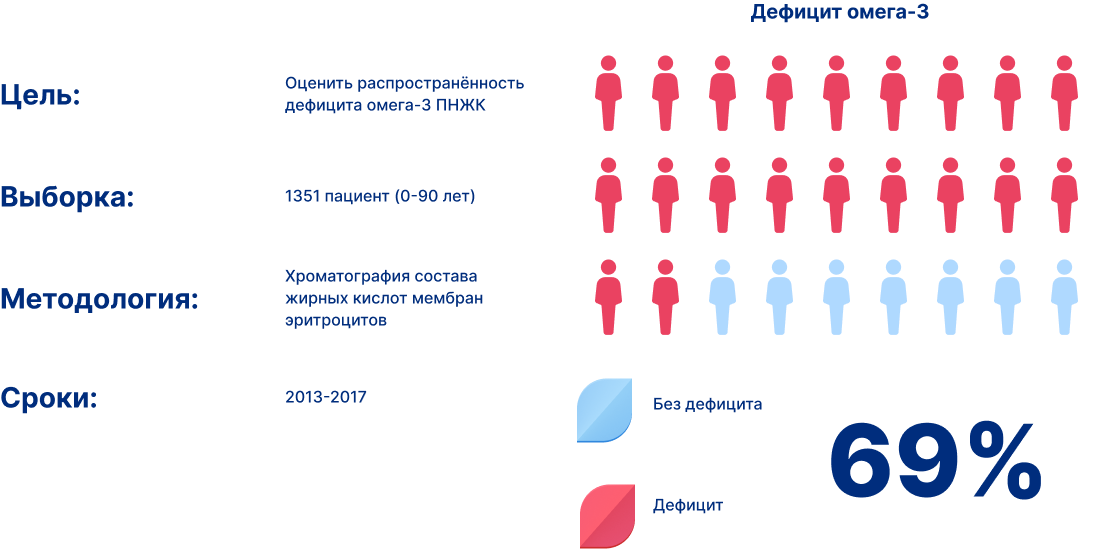 Дефицит омега-3
Цель:
Оценить распространённость
дефицита омега-3 ПНЖК
Выборка:
1351 пациент (0-90 лет)
Методология:
Хроматография состава
жирных кислот мембран
эритроцитов
Сроки:
2013-2017
Без дефицита
69%
Дефицит